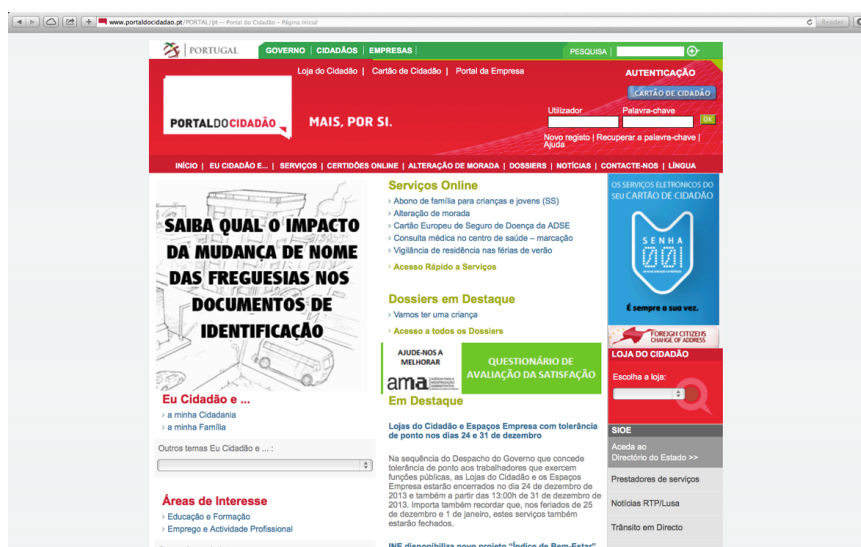 www.portaldocidadao.pt/PORTAL/pt — Portal do Cidadão – Página Inicial
Reader
PORTUGAL
GOVERNO | CIDADÃOS | EMPRESAS |
PESQUISA |
Loja do Cidadão | Cartão de Cidadão | Portal da Empresa
AUTENTICAÇÃO
CARTÃO DE CIDADÃO
Utilizador
Palavra-chave
OK
Novo registo | Recuperar a palavra-chave |
Ajuda
PORTALDOCIDADÃO
MAIS, POR SI.
INÍCIO | EU CIDADÃO E... | SERVIÇOS | CERTIDÕES ONLINE | ALTERAÇÃO DE MORADA | DOSSIERS | NOTÍCIAS | CONTACTE-NOS | LÍNGUA
SAIBA QUAL O IMPACTO
DA MUDANÇA DE NOME
DAS FREGUESIAS NOS
DOCUMENTOS DE
IDENTIFICAÇÃO
Eu Cidadão e ...
› a minha Cidadania
› a minha Família
Outros temas Eu Cidadão e ... :
Áreas de Interesse
› Educação e Formação
› Emprego e Actividade Profissional
Serviços Online
› Abono de família para crianças e jovens (SS)
› Alteração de morada
› Cartão Europeu de Seguro de Doença da ADSE
› Consulta médica no centro de saúde – marcação
› Vigilância de residência nas férias de verão
› Acesso Rápido a Serviços
Dossiers em Destaque
› Vamos ter uma criança
› Acesso a todos os Dossiers
AJUDE-NOS A
MELHORAR
ama
QUESTIONÁRIO DE
AVALIAÇÃO DA SATISFAÇÃO
Em Destaque
Lojas do Cidadão e Espaços Empresa com tolerância
de ponto nos dias 24 e 31 de dezembro
Na sequência do Despacho do Governo que concede
tolerância de ponto aos trabalhadores que exercem
funções públicas, as Lojas do Cidadão e os Espaços
Empresa estarão encerrados no dia 24 de dezembro de
2013 e também a partir das 13:00h de 31 de dezembro de
2013. Importa também recordar que, nos feriados de 25
de dezembro e 1 de janeiro, estes serviços também
estarão fechados.
INE disponibiliza novo projeto “Índice de Bem-Estar”
OS SERVIÇOS ELETRÓNICOS DO
SEU CARTÃO DE CIDADÃO
SENHA
001
É sempre a sua vez.
FOREIGN CITIZENS
CHANGE OF ADDRESS
LOJA DO CIDADÃO
Escolha a loja:
SIOE
Aceda ao
Directório do Estado >>
Prestadores de serviços
Notícias RTP/Lusa
Trânsito em Directo